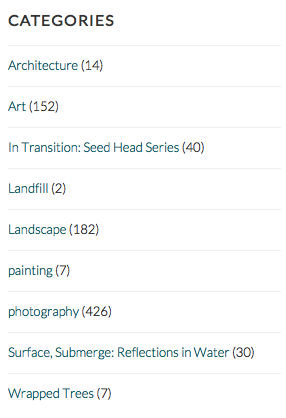 CATEGORIES
Architecture (14)
Art (152)
In Transition: Seed Head Series (40)
Landfill (2)
Landscape (182)
painting (7)
photography (426)
Surface, Submerge: Reflections in Water (30)
Wrapped Trees (7)